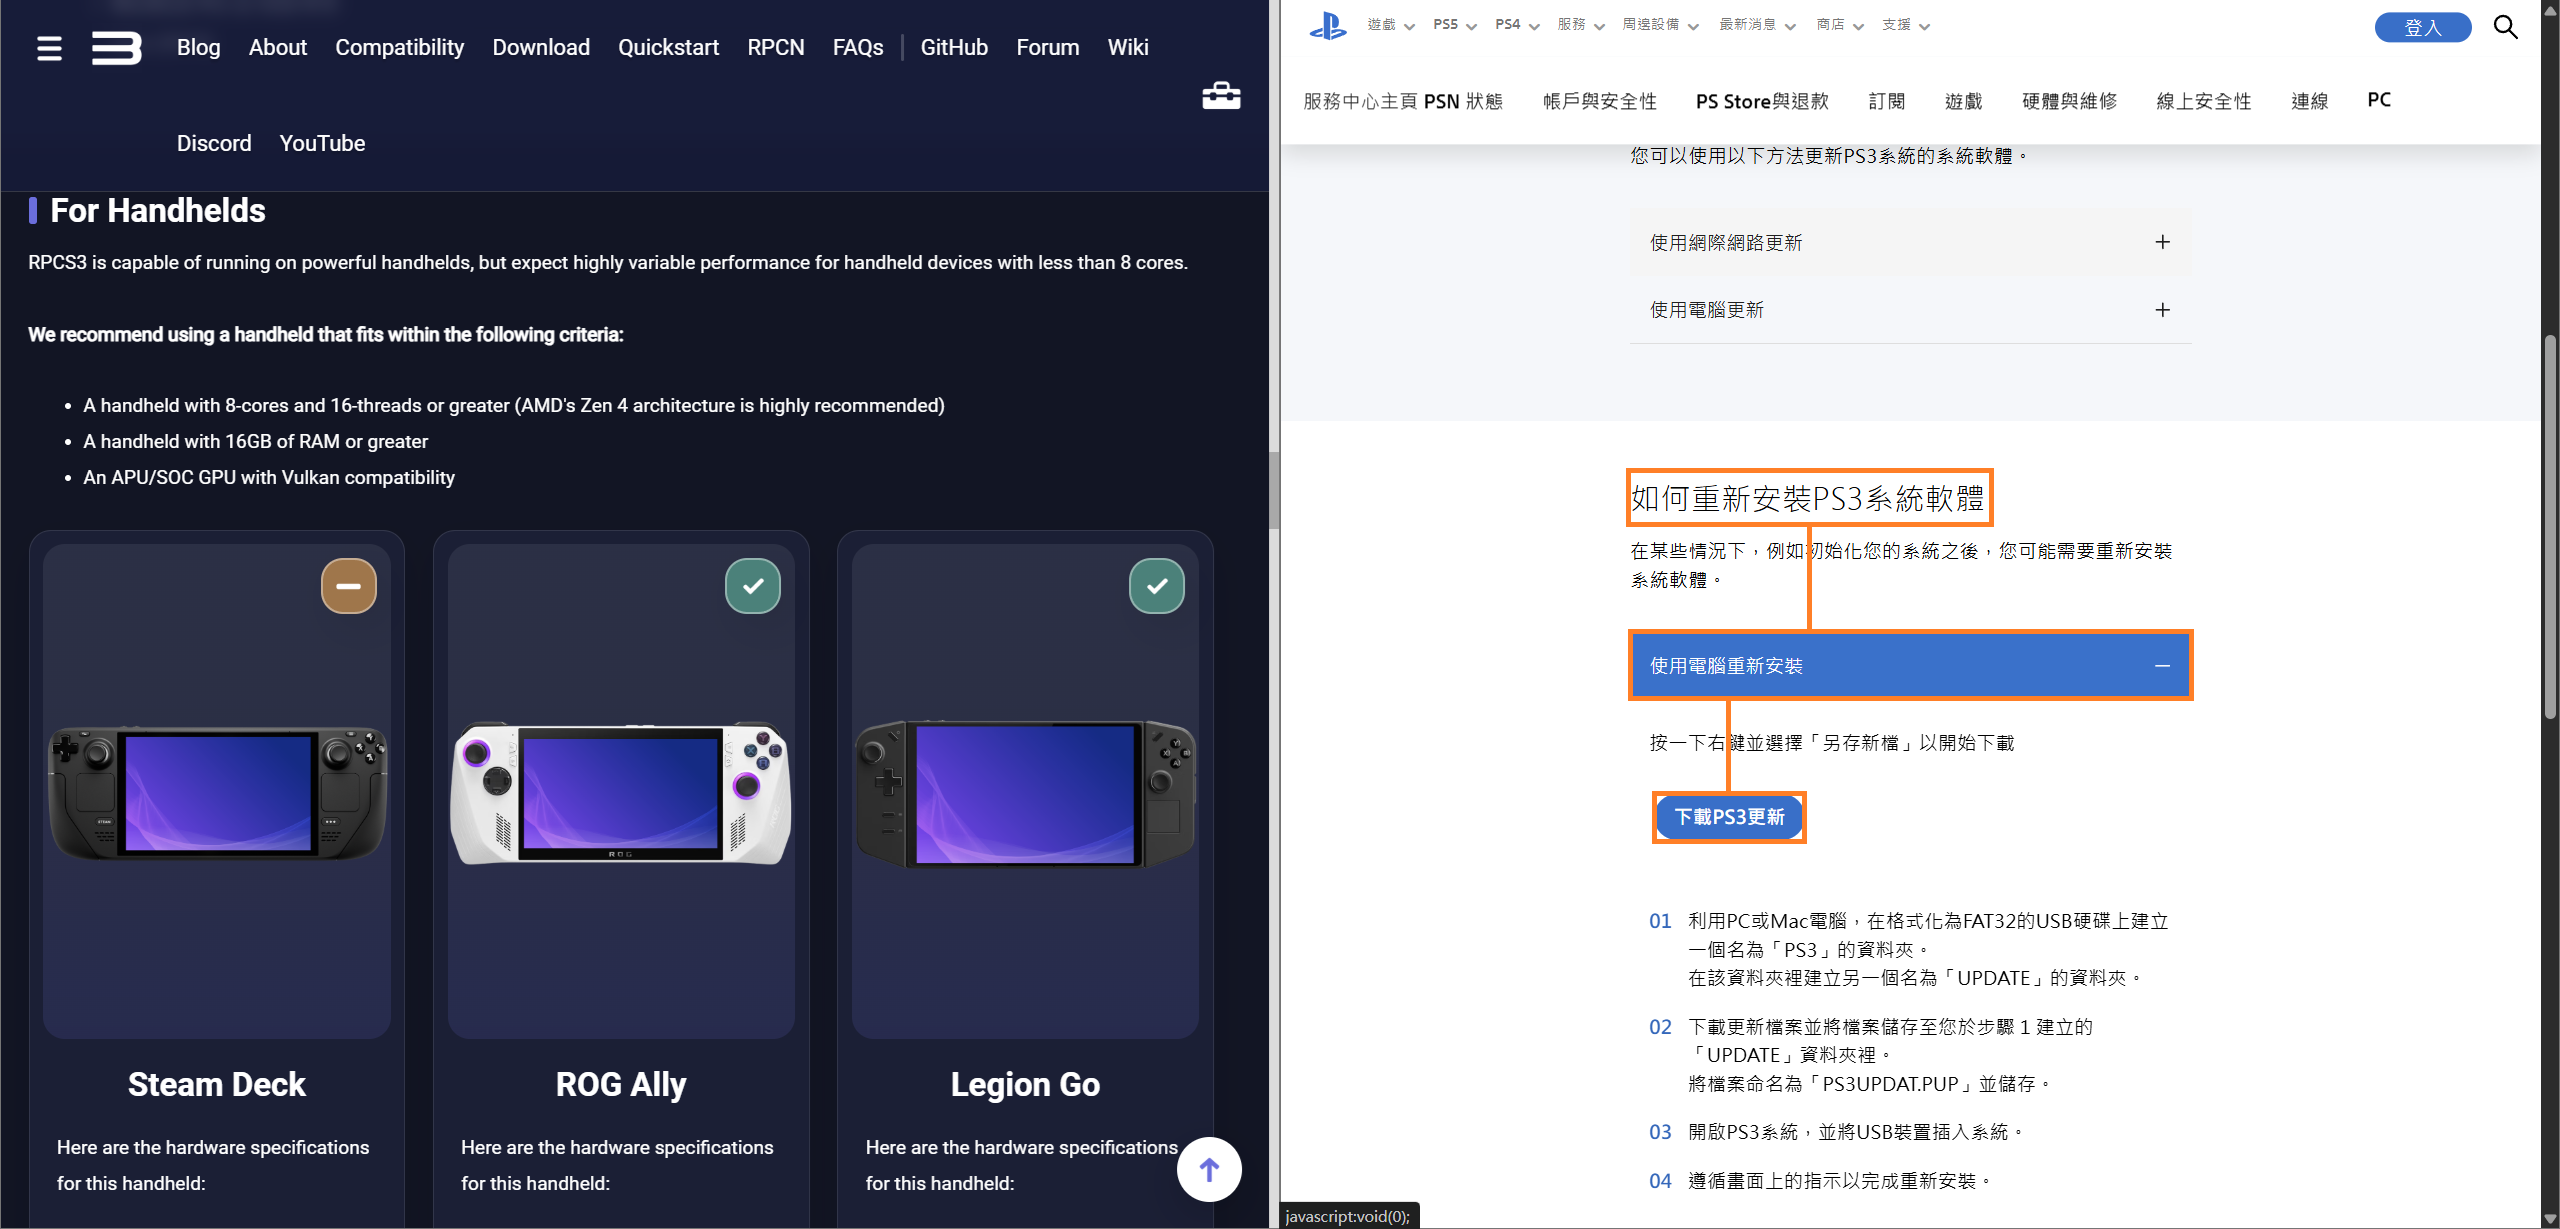 Blog About Compatibility Download Quickstart RPCN FAQs GitHub Forum Wiki
Discord YouTube
For Handhelds
RPCS3 is capable of running on powerful handhelds, but expect highly variable performance for handheld devices with less than 8 cores.
We recommend using a handheld that fits within the following criteria:
• A handheld with 8-cores and 16-threads or greater (AMD's Zen 4 architecture is highly recommended)
• A handheld with 16GB of RAM or greater
• An APU/SOC GPU with Vulkan compatibility
ROG
Steam Deck
Here are the hardware specifications
for this handheld:
ROG Ally
Here are the hardware specifications
for this handheld:
Legion Go
Here are the hardware specifications
for this handheld:
遊戲 PS5 PS4 服務 周邊設備 最新消息 商店 支援 登入
服務中心主頁 PSN 狀態 帳戶與安全性 PS Store與退款 訂閱 遊戲 硬體與維修 線上安全性 連線 PC
您可以使用以下方法更新PS3系統的系統軟體。
使用網際網路更新
使用電腦更新
如何重新安裝PS3系統軟體
在某些情況下，例如初始化您的系統之後，您可能需要重新安裝
系統軟體。
使用電腦重新安裝
按一下右鍵並選擇「另存新檔」以開始下載
下載PS3更新
01 利用PC或Mac電腦，在格式化為FAT32的USB硬碟上建立
一個名為「PS3」的資料夾。
在該資料夾裡建立另一個名為「UPDATE」的資料夾。
02 下載更新檔案並將檔案儲存至您於步驟 1 建立的
「UPDATE」資料夾裡。
將檔案命名為「PS3UPDAT.PUP」並儲存。
03 開啟PS3系統，並將USB裝置插入系統。
04 遵循畫面上的指示以完成重新安裝。
javascript:void(0);